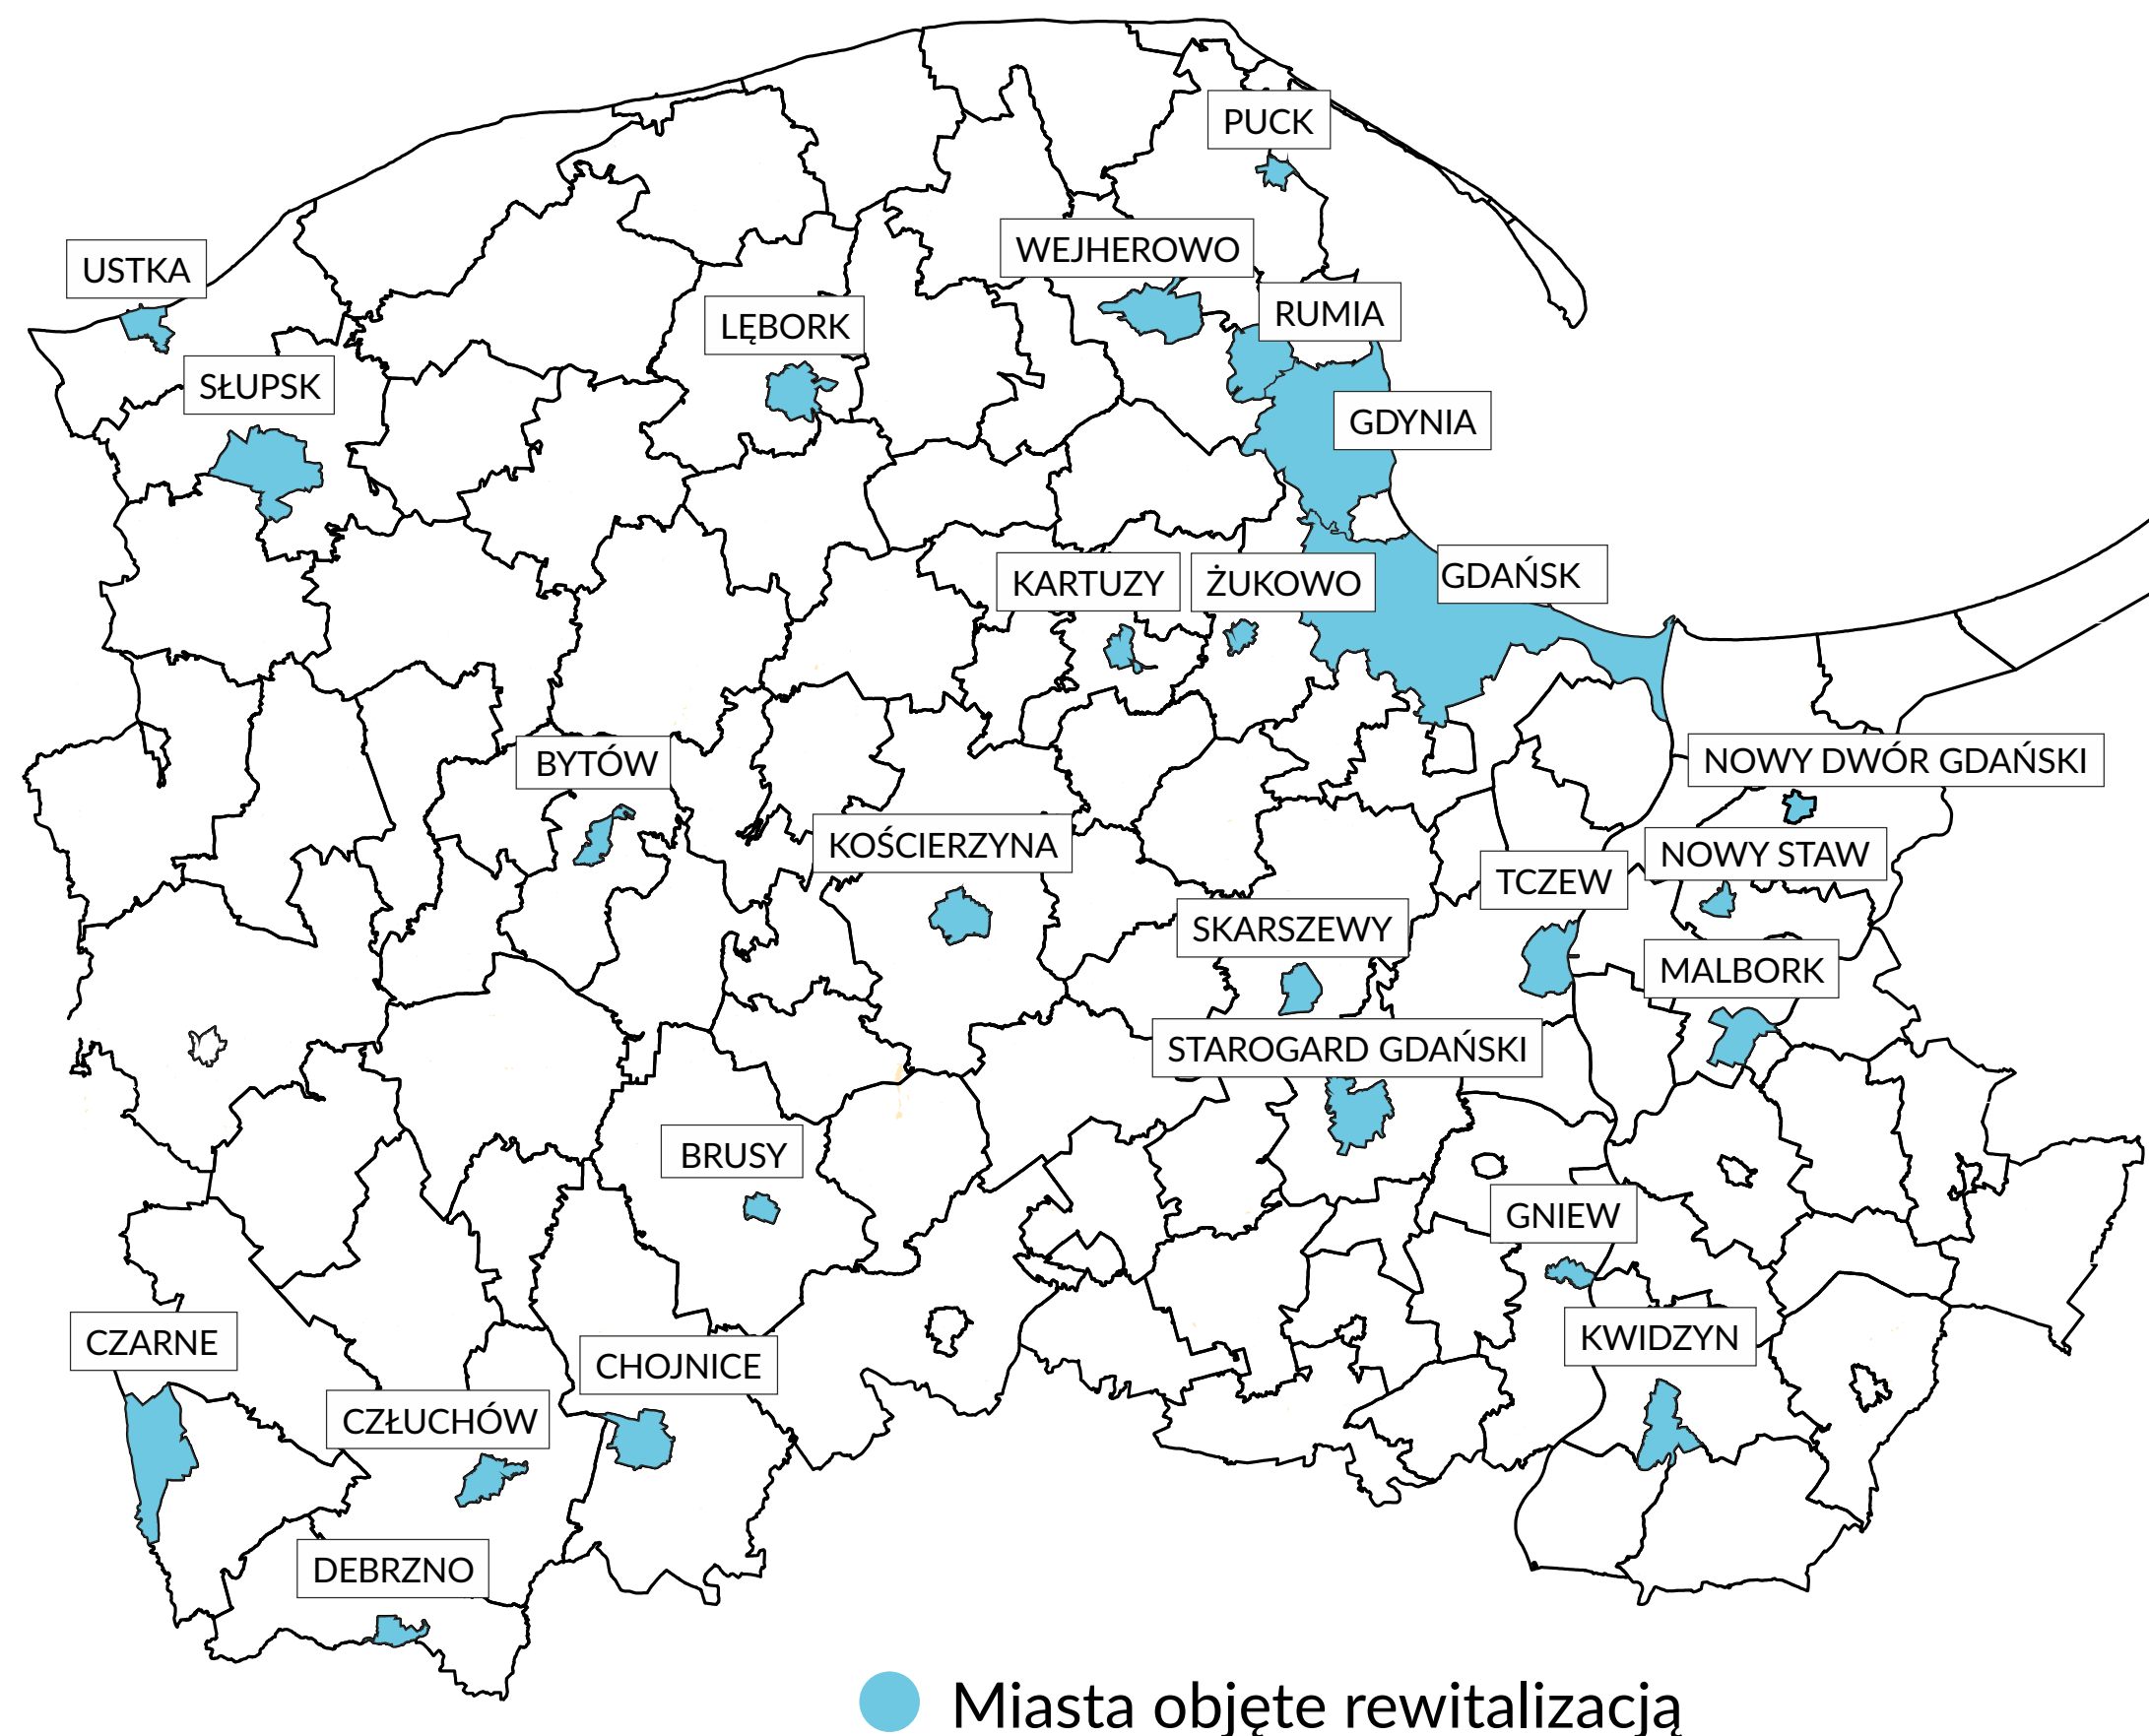 PUCK
WEJHEROWO
USTKA
RUMIA
LĘBORK
SŁUPSK
GDYNIA
GDAŃSK
KARTUZY
ŻUKOWO
NOWY DWÓR GDAŃSKI
BYTÓW
KOŚCIERZYNA
NOWY STAW
TCZEW
SKARSZEWY
MALBORK
STAROGARD GDAŃSKI
BRUSY
GNIEW
KWIDZYN
CZARNE
CHOJNICE
CZŁUCHÓW
DEBRZNO
Miasta objęte rewitalizacją